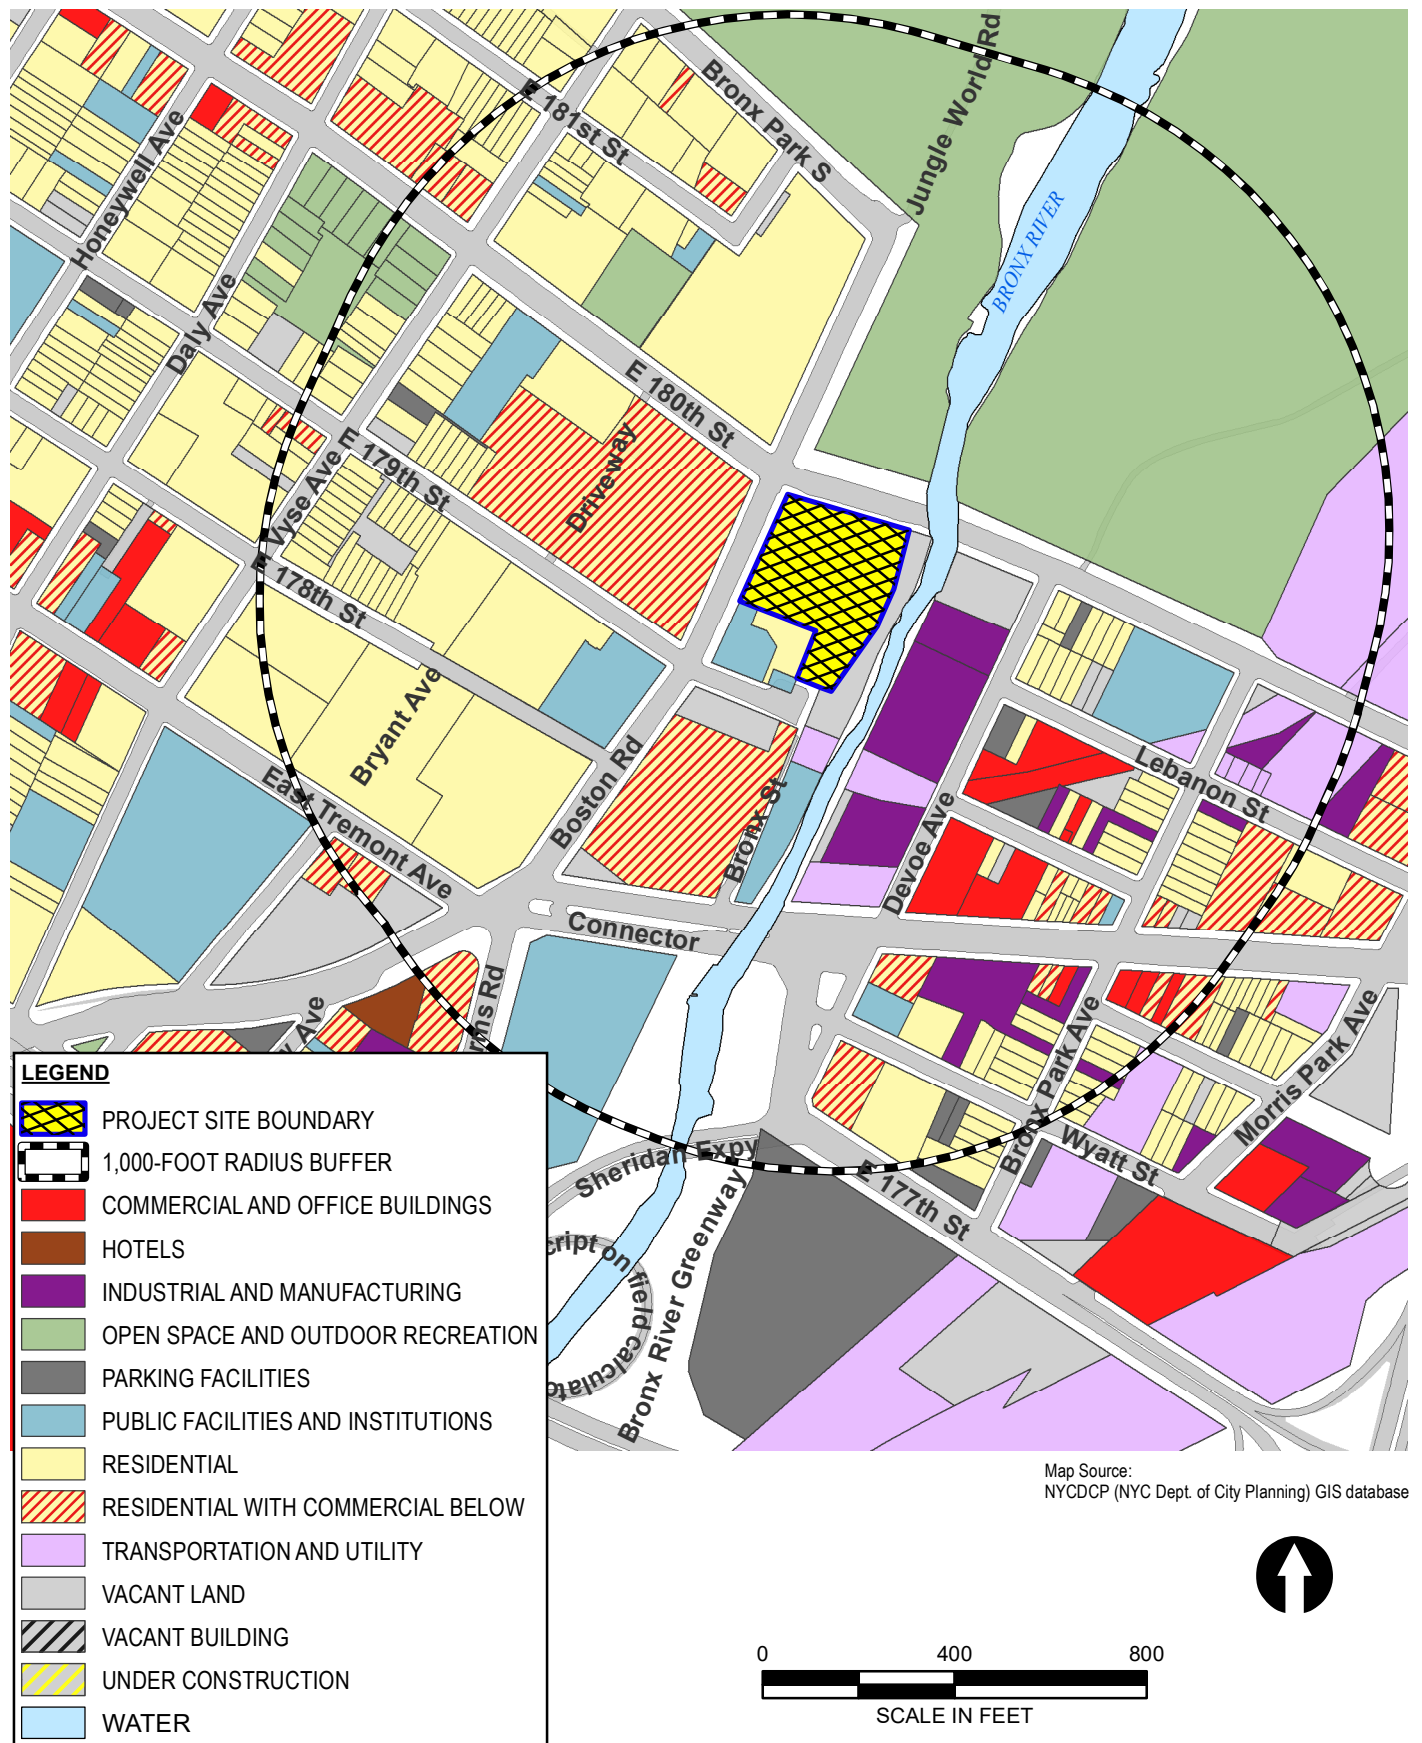 Bronx Park S
Jungle World Rd
E 181st St
Honeywell Ave
BRONX RIVER
Daly Ave
E 180th St
Driveway
E 179th St
Vyse Ave
E 178th St
Bryant Ave
Boston Rd
Lebanon St
East Tremont Ave
Bronx St
Devoe Ave
Connector
Bronx Park Ave
Morris Park Ave
Wyatt St
Sheridan Expy
E 177th St
Bronx River Greenway
cript on field calculato
LEGEND
PROJECT SITE BOUNDARY
1,000-FOOT RADIUS BUFFER
COMMERCIAL AND OFFICE BUILDINGS
HOTELS
INDUSTRIAL AND MANUFACTURING
OPEN SPACE AND OUTDOOR RECREATION
PARKING FACILITIES
PUBLIC FACILITIES AND INSTITUTIONS
RESIDENTIAL
RESIDENTIAL WITH COMMERCIAL BELOW
TRANSPORTATION AND UTILITY
VACANT LAND
VACANT BUILDING
UNDER CONSTRUCTION
WATER
Map Source:
NYCDCP (NYC Dept. of City Planning) GIS database
0 400 800
SCALE IN FEET